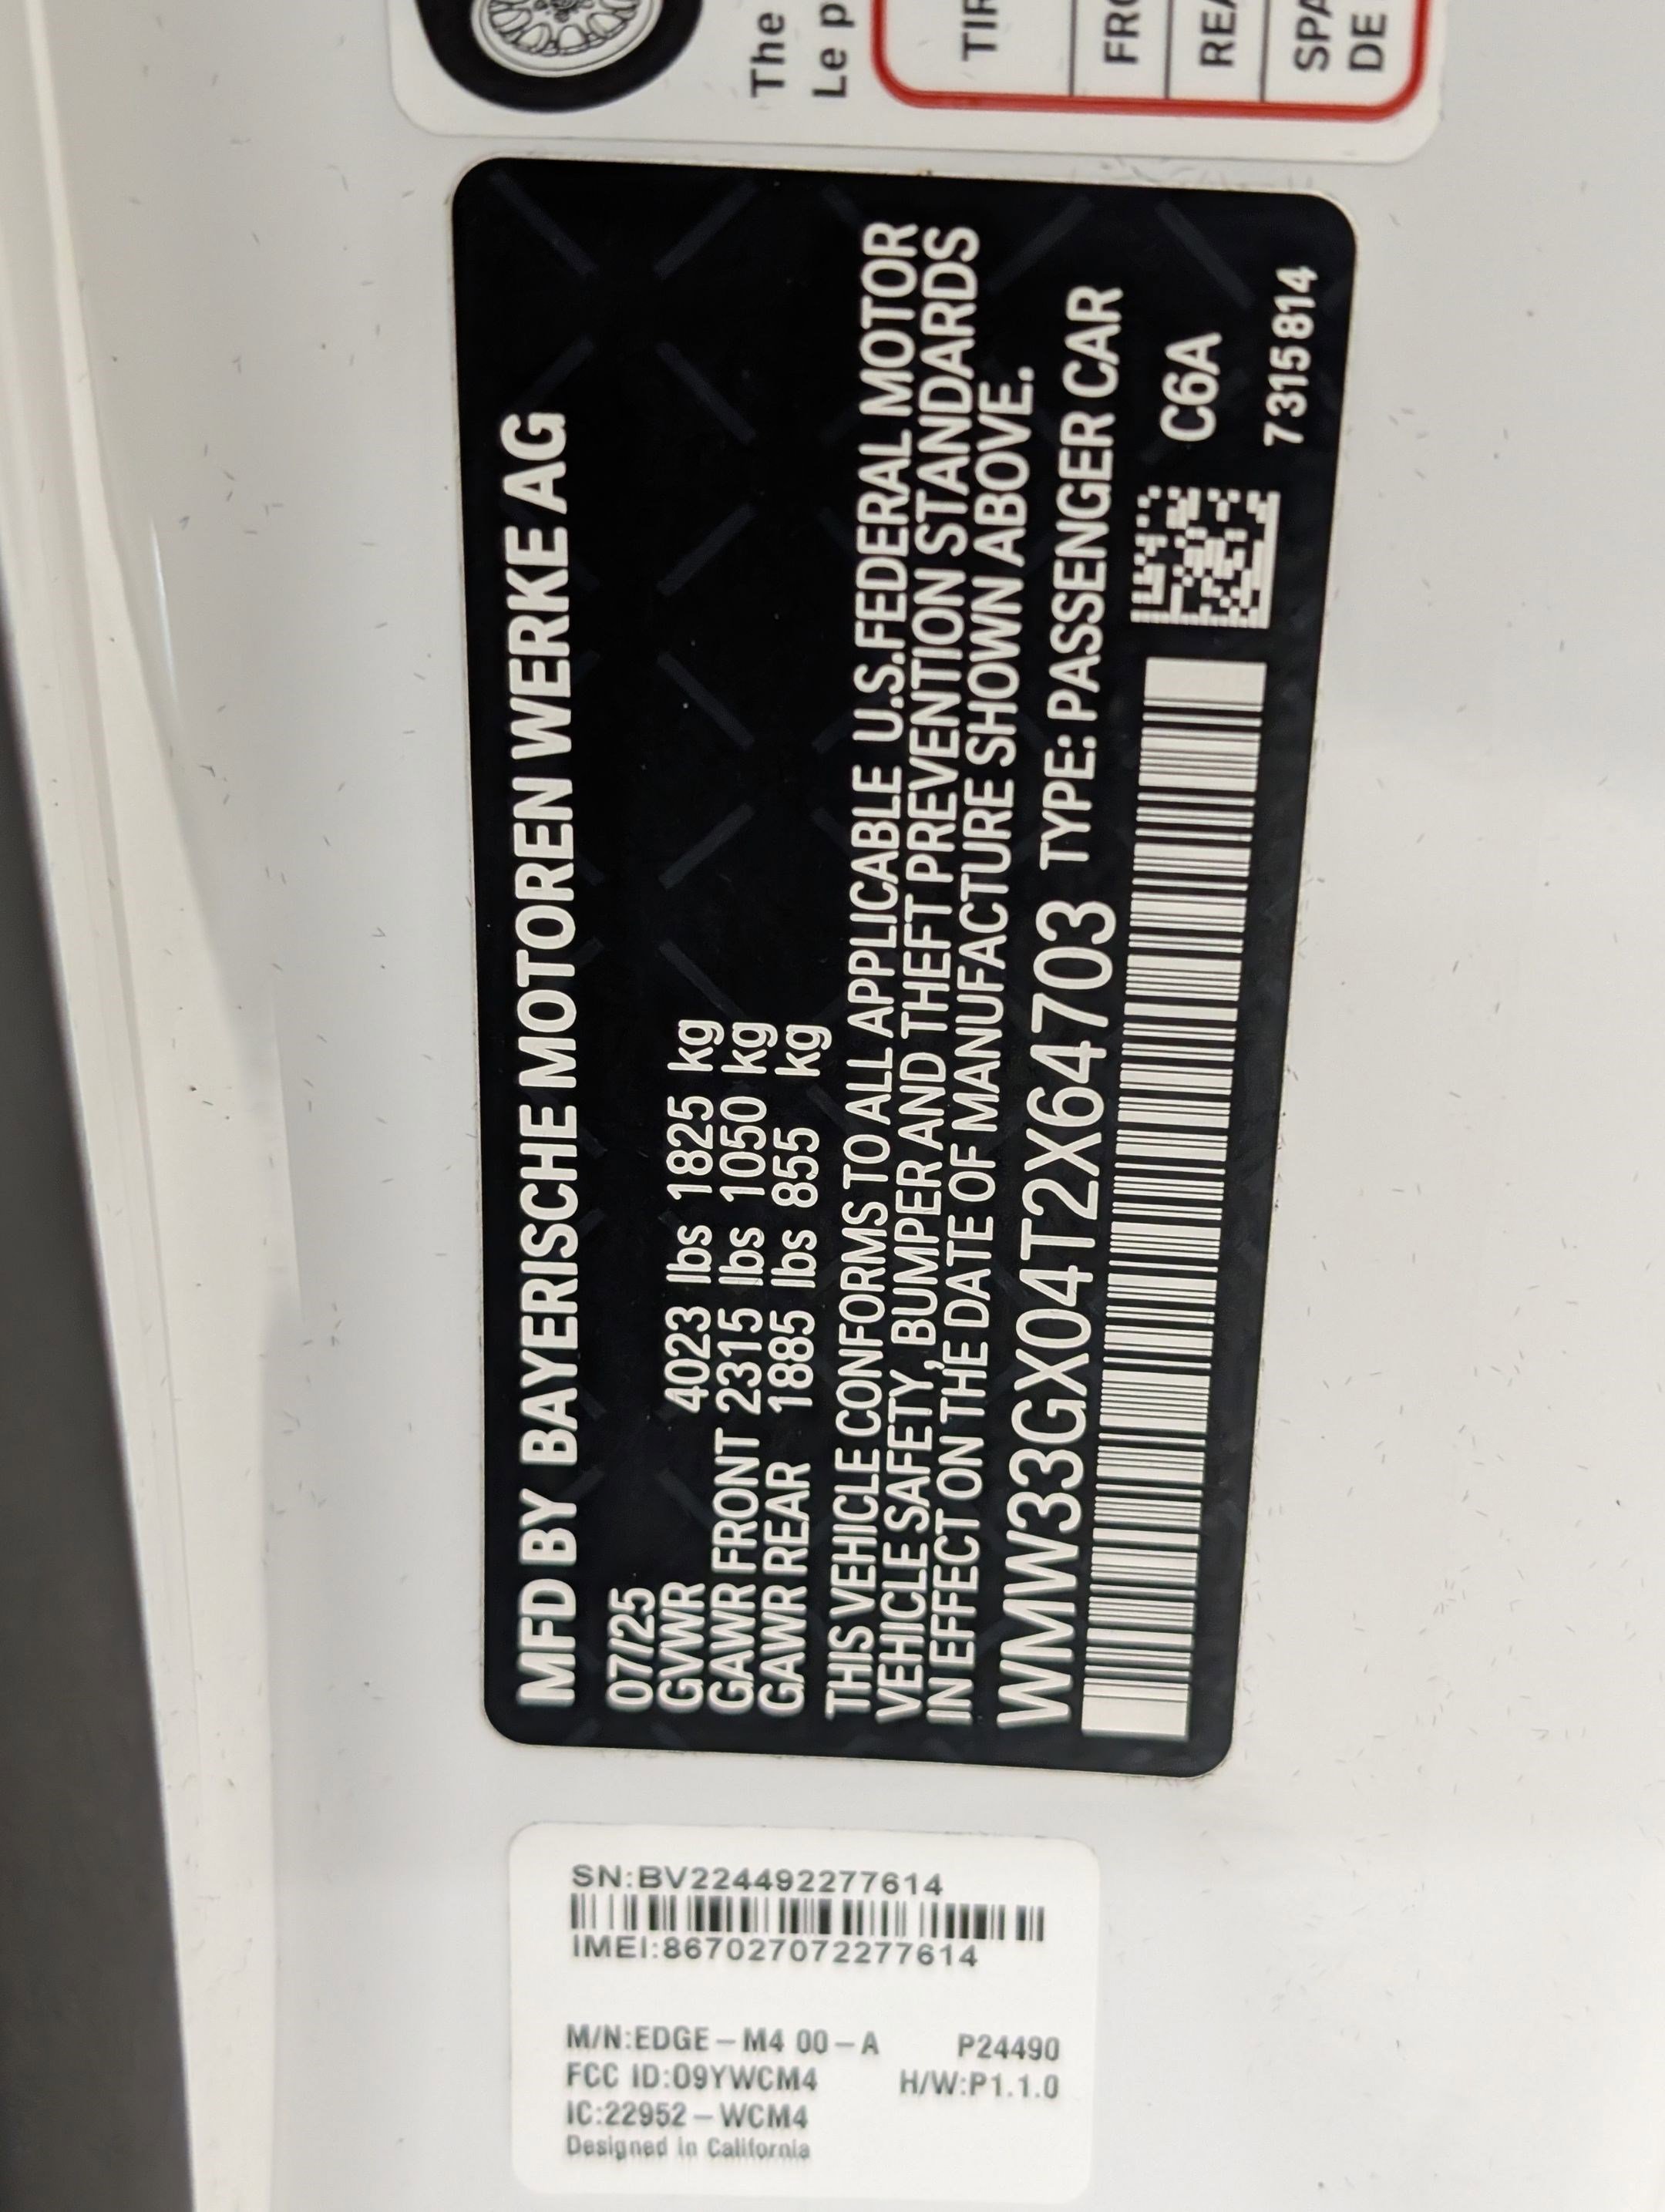 The
Le p
TIR
FRO
REA
SPA
DE
MFD BY BAYERISCHE MOTOREN WERKE AG
07/25
GVWR 4023 lbs 1825 kg
GAWR FRONT 2315 lbs 1050 kg
GAWR REAR 1885 lbs 855 kg
THIS VEHICLE CONFORMS TO ALL APPLICABLE U.S.FEDERAL MOTOR
VEHICLE SAFETY, BUMPER AND THEFT PREVENTION STANDARDS
IN EFFECT ON THE DATE OF MANUFACTURE SHOWN ABOVE.
WMW33GX04T2X64703 TYPE: PASSENGER CAR
C6A
7315814
SN:BV224492277614
IMEI:867027072277614
M/N:EDGE-M4 00-A P24490
FCC ID:O9YWCM4 H/W:P1.1.0
IC:22952-WCM4
Designed in California